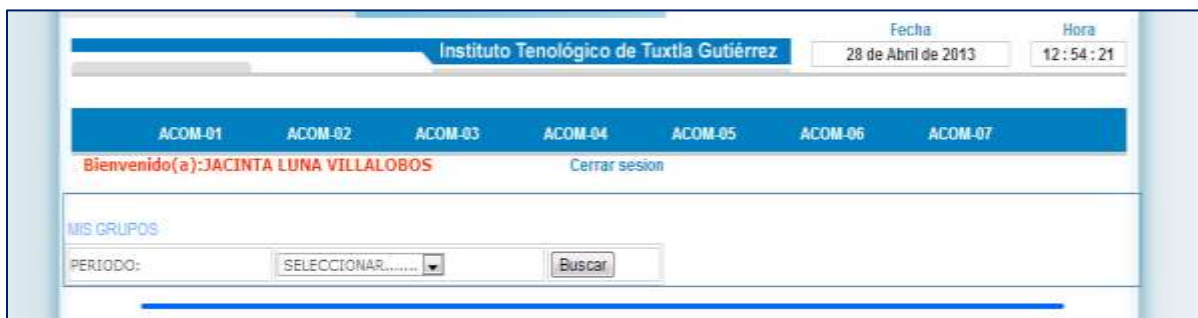 Fecha Hora
Instituto Tenológico de Tuxtla Gutiérrez 28 de Abril de 2013 12:54:21
ACOM-01 ACOM-02 ACOM-03 ACOM-04 ACOM-05 ACOM-06 ACOM-07
Bienvenido(a):JACINTA LUNA VILLALOBOS Cerrar sesion
MIS GRUPOS
PERIODO: SELECCIONAR........ Buscar